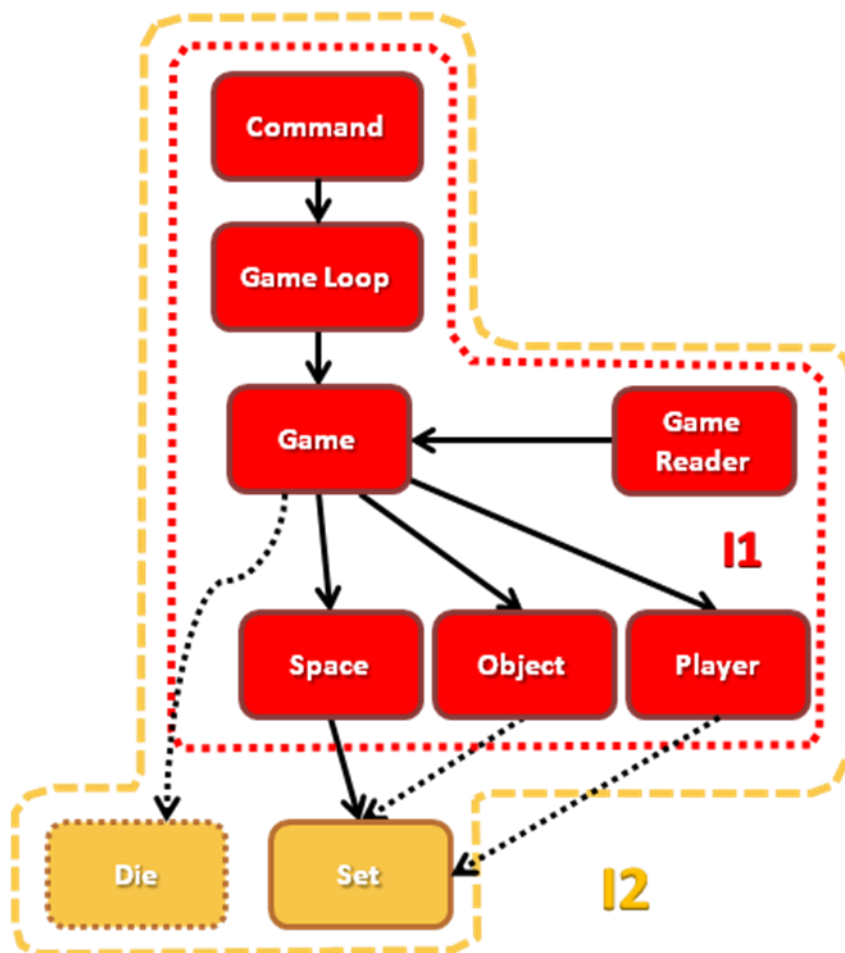 Command
Game Loop
Game
Game
Reader
I1
Space
Object
Player
Die
Set
I2